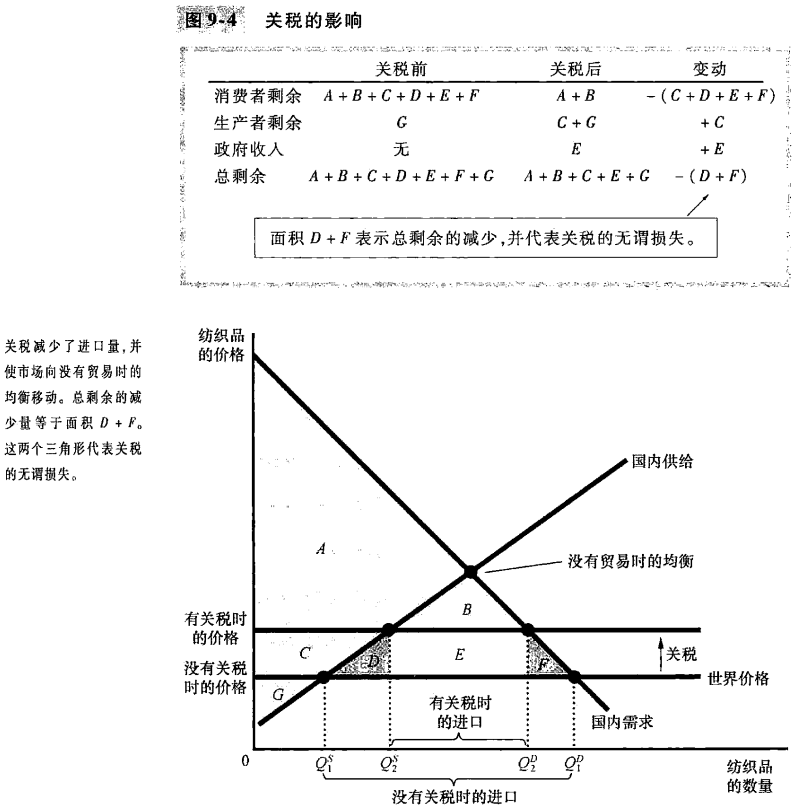 图9-4 关税的影响
关税前 关税后 变动
消费者剩余 A+B+C+D+E+F A+B -(C+D+E+F)
生产者剩余 G C+G +C
政府收入 无 E +E
总剩余 A+B+C+D+E+F+G A+B+C+E+G -(D+F)
面积 D+F 表示总剩余的减少,并代表关税的无谓损失。
关税减少了进口量,并
使市场向没有贸易时的
均衡移动。总剩余的减
少量等于面积 D+F。
这两个三角形代表关税
的无谓损失。
纺织品
的价格
国内供给
A
没有贸易时的均衡
B
有关税时
的价格
C
D
E
F
关税
没有关税
时的价格
世界价格
G
有关税时
的进口
国内需求
0
Q₁ˢ
Q₂ˢ
Q₂ᴰ
Q₁ᴰ
纺织品
的数量
没有关税时的进口